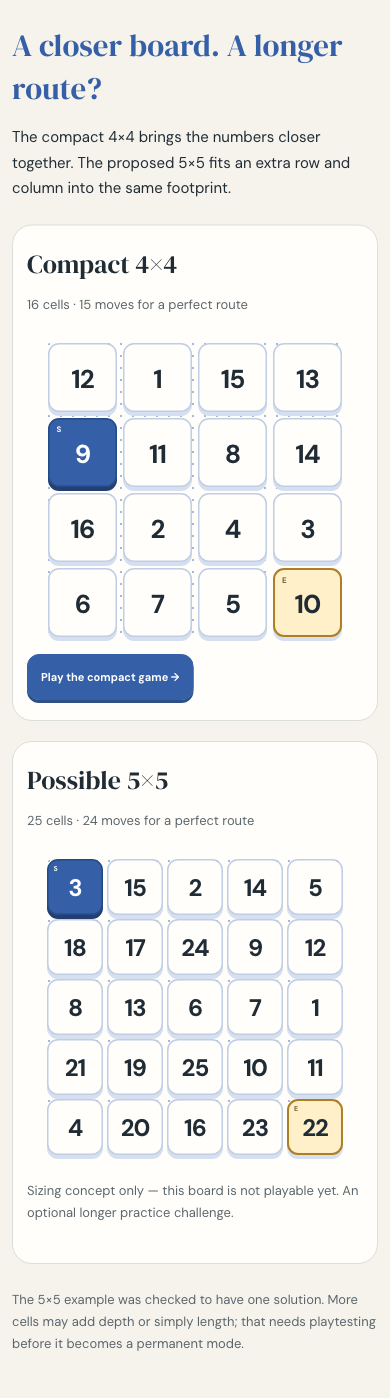 A closer board. A longer
route?
The compact 4×4 brings the numbers closer
together. The proposed 5×5 fits an extra row and
column into the same footprint.
Compact 4×4
16 cells · 15 moves for a perfect route
12 1 15 13
S
9 11 8 14
16 2 4 3
E
6 7 5 10
Play the compact game →
Possible 5×5
25 cells · 24 moves for a perfect route
S
3 15 2 14 5
18 17 24 9 12
8 13 6 7 1
21 19 25 10 11
E
4 20 16 23 22
Sizing concept only — this board is not playable yet. An
optional longer practice challenge.
The 5×5 example was checked to have one solution. More
cells may add depth or simply length; that needs playtesting
before it becomes a permanent mode.